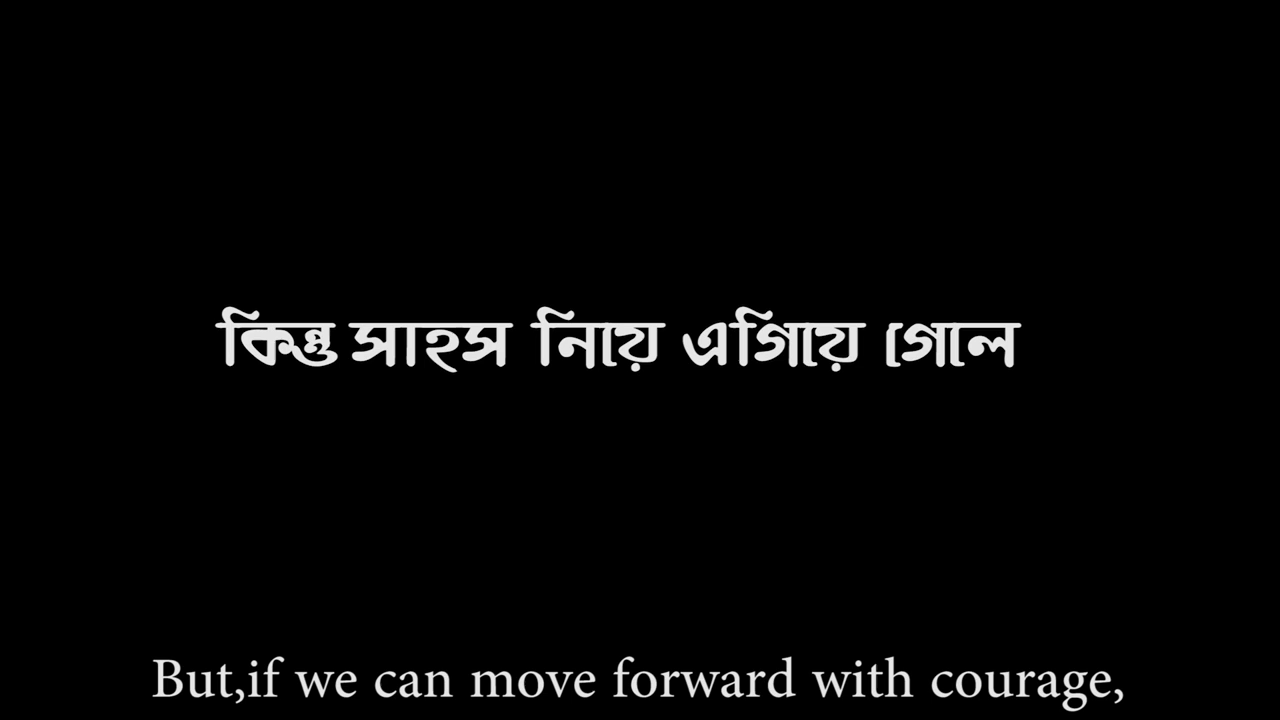 কিন্তু সাহস নিয়ে এগিয়ে গেলে
But,if we can move forward with courage,